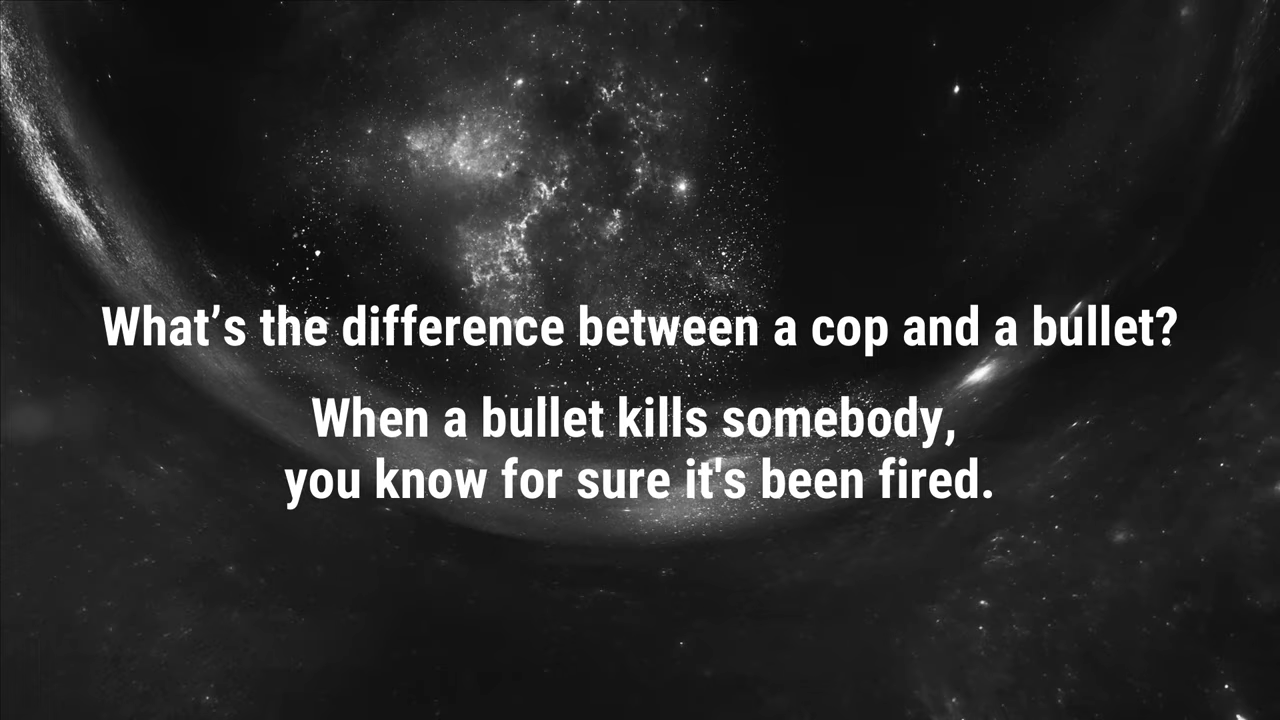 What’s the difference between a cop and a bullet?
When a bullet kills somebody,
you know for sure it's been fired.